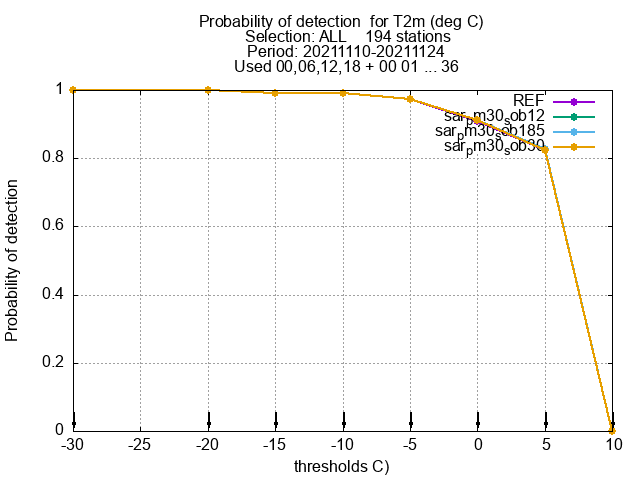 Probability of detection for T2m (deg C)
Selection: ALL 194 stations
Period: 20211110-20211124
Used 00,06,12,18 + 00 01 ... 36
REF
sar_pm30_sob12
sar_pm30_sob185
sar_pm30_sob30
1
0.8
0.6
0.4
0.2
0
Probability of detection
-30 -25 -20 -15 -10 -5 0 5 10
thresholds C)